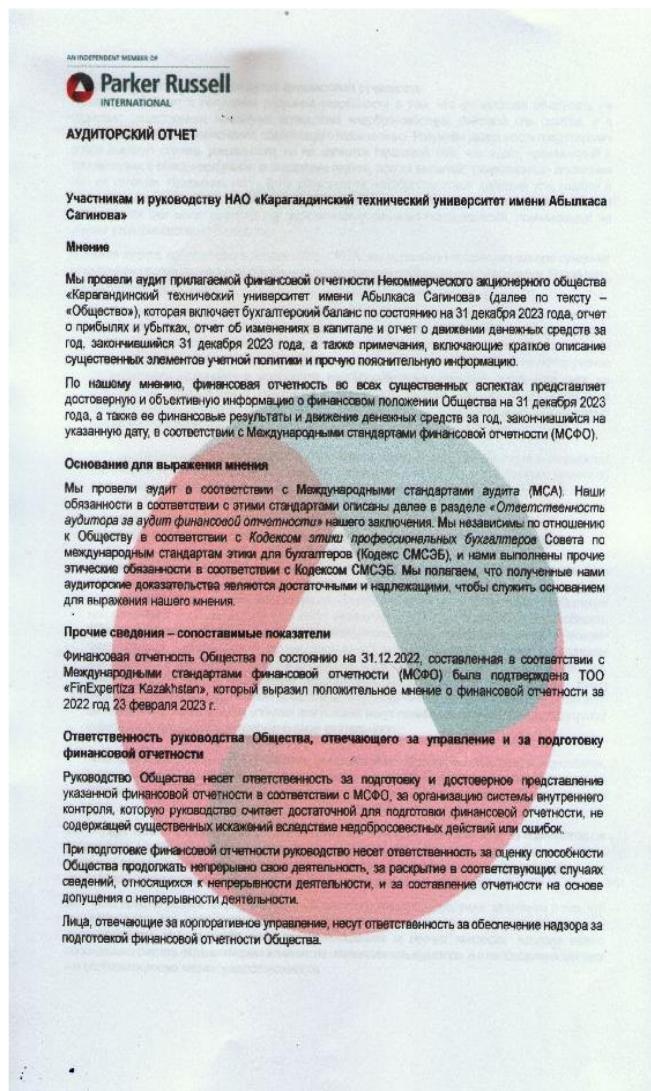 AN INDEPENDENT MEMBER OF
Parker Russell
INTERNATIONAL
АУДИТОРСКИЙ ОТЧЕТ
Участникам и руководству НАО «Карагандинский технический университет имени Абылкаса
Сагинова»
Мнение
Мы провели аудит прилагаемой финансовой отчетности Некоммерческого акционерного общества
«Карагандинский технический университет имени Абылкаса Сагинова» (далее по тексту –
«Общество»), которая включает бухгалтерский баланс по состоянию на 31 декабря 2023 года, отчет
о прибылях и убытках, отчет об изменениях в капитале и отчет о движении денежных средств за
год, закончившийся 31 декабря 2023 года, а также примечания, включающие краткое описание
существенных элементов учетной политики и прочую пояснительную информацию.
По нашему мнению, финансовая отчетность во всех существенных аспектах представляет
достоверную и объективную информацию о финансовом положении Общества на 31 декабря 2023
года, а также ее финансовые результаты и движение денежных средств за год, закончившийся на
указанную дату, в соответствии с Международными стандартами финансовой отчетности (МСФО).
Основание для выражения мнения
Мы провели аудит в соответствии с Международными стандартами аудита (МСА). Наши
обязанности в соответствии с этими стандартами описаны далее в разделе «Ответственность
аудитора за аудит финансовой отчетности» нашего заключения. Мы независимы по отношению
к Обществу в соответствии с Кодексом этики профессиональных бухгалтеров Совета по
международным стандартам этики для бухгалтеров (Кодекс СМСЭБ), и нами выполнены прочие
этические обязанности в соответствии с Кодексом СМСЭБ. Мы полагаем, что полученные нами
аудиторские доказательства являются достаточными и надлежащими, чтобы служить основанием
для выражения нашего мнения.
Прочие сведения – сопоставимые показатели
Финансовая отчетность Общества по состоянию на 31.12.2022, составленная в соответствии с
Международными стандартами финансовой отчетности (МСФО) была подтверждена ТОО
«FinExpertiza Kazakhstan», который выразил положительное мнение о финансовой отчетности за
2022 год 23 февраля 2023 г.
Ответственность руководства Общества, отвечающего за управление и за подготовку
финансовой отчетности
Руководство Общества несет ответственность за подготовку и достоверное представление
указанной финансовой отчетности в соответствии с МСФО, за организацию системы внутреннего
контроля, которую руководство считает достаточной для подготовки финансовой отчетности, не
содержащей существенных искажений вследствие недобросовестных действий или ошибок.
При подготовке финансовой отчетности руководство несет ответственность за оценку способности
Общества продолжать непрерывно свою деятельность, за раскрытие в соответствующих случаях
сведений, относящихся к непрерывности деятельности, и за составление отчетности на основе
допущения о непрерывности деятельности.
Лица, отвечающие за корпоративное управление, несут ответственность за обеспечение надзора за
подготовкой финансовой отчетности Общества.